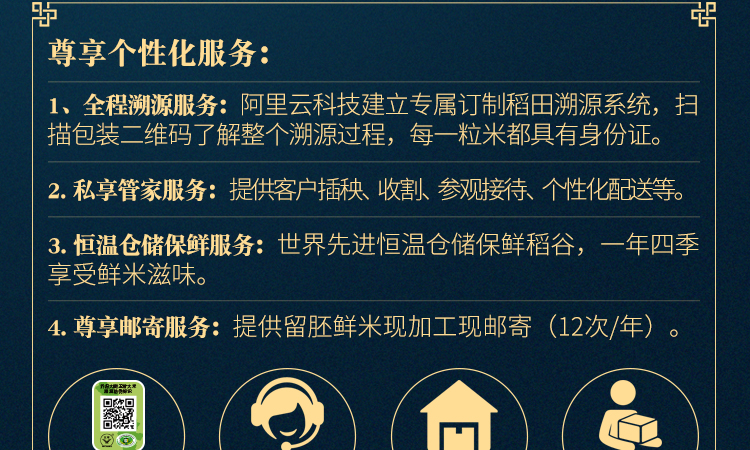 尊享个性化服务：
1、全程溯源服务：阿里云科技建立专属订制稻田溯源系统，扫
描包装二维码了解整个溯源过程，每一粒米都具有身份证。
2. 私享管家服务：提供客户插秧、收割、参观接待、个性化配送等。
3. 恒温仓储保鲜服务：世界先进恒温仓储保鲜稻谷，一年四季
享受鲜米滋味。
4. 尊享邮寄服务：提供留胚鲜米现加工现邮寄（12次/年）。